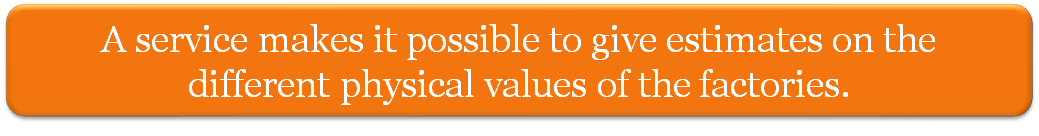 A service makes it possible to give estimates on the
different physical values of the factories.